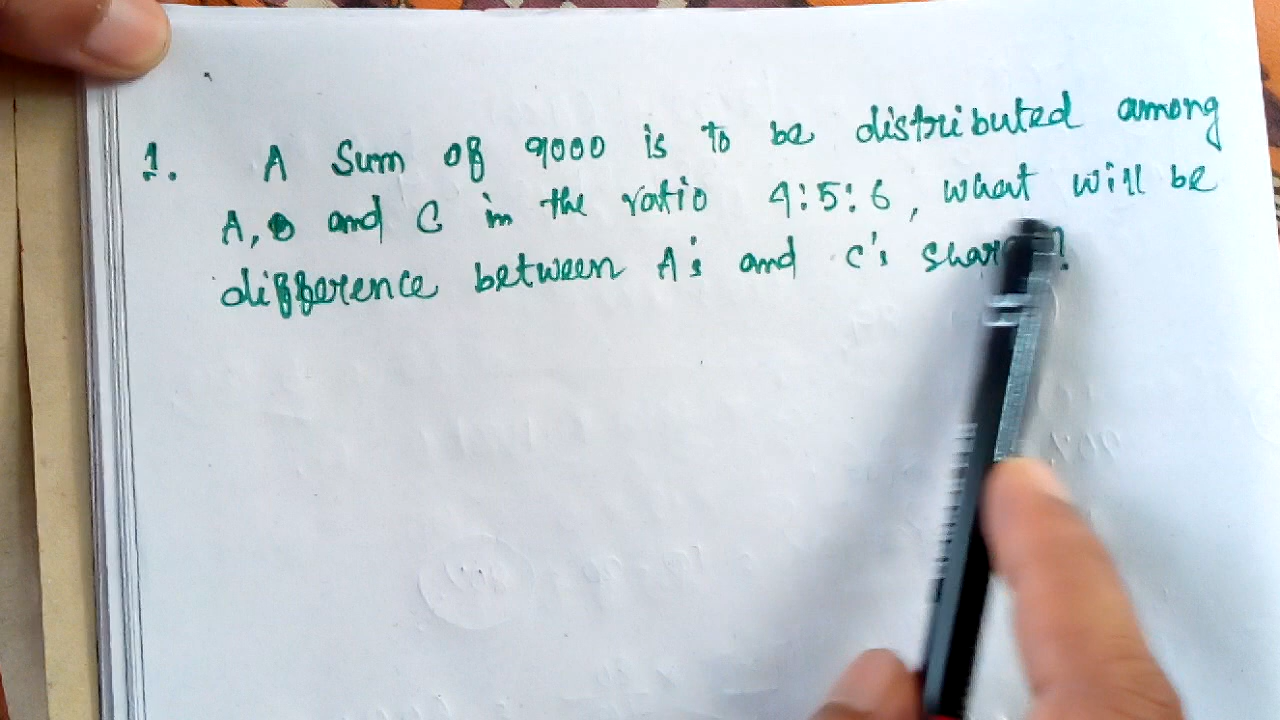 1. A Sum of 9000 is to be distributed among
A, B and C in the ratio 4:5:6, what will be
difference between A's and C's ?